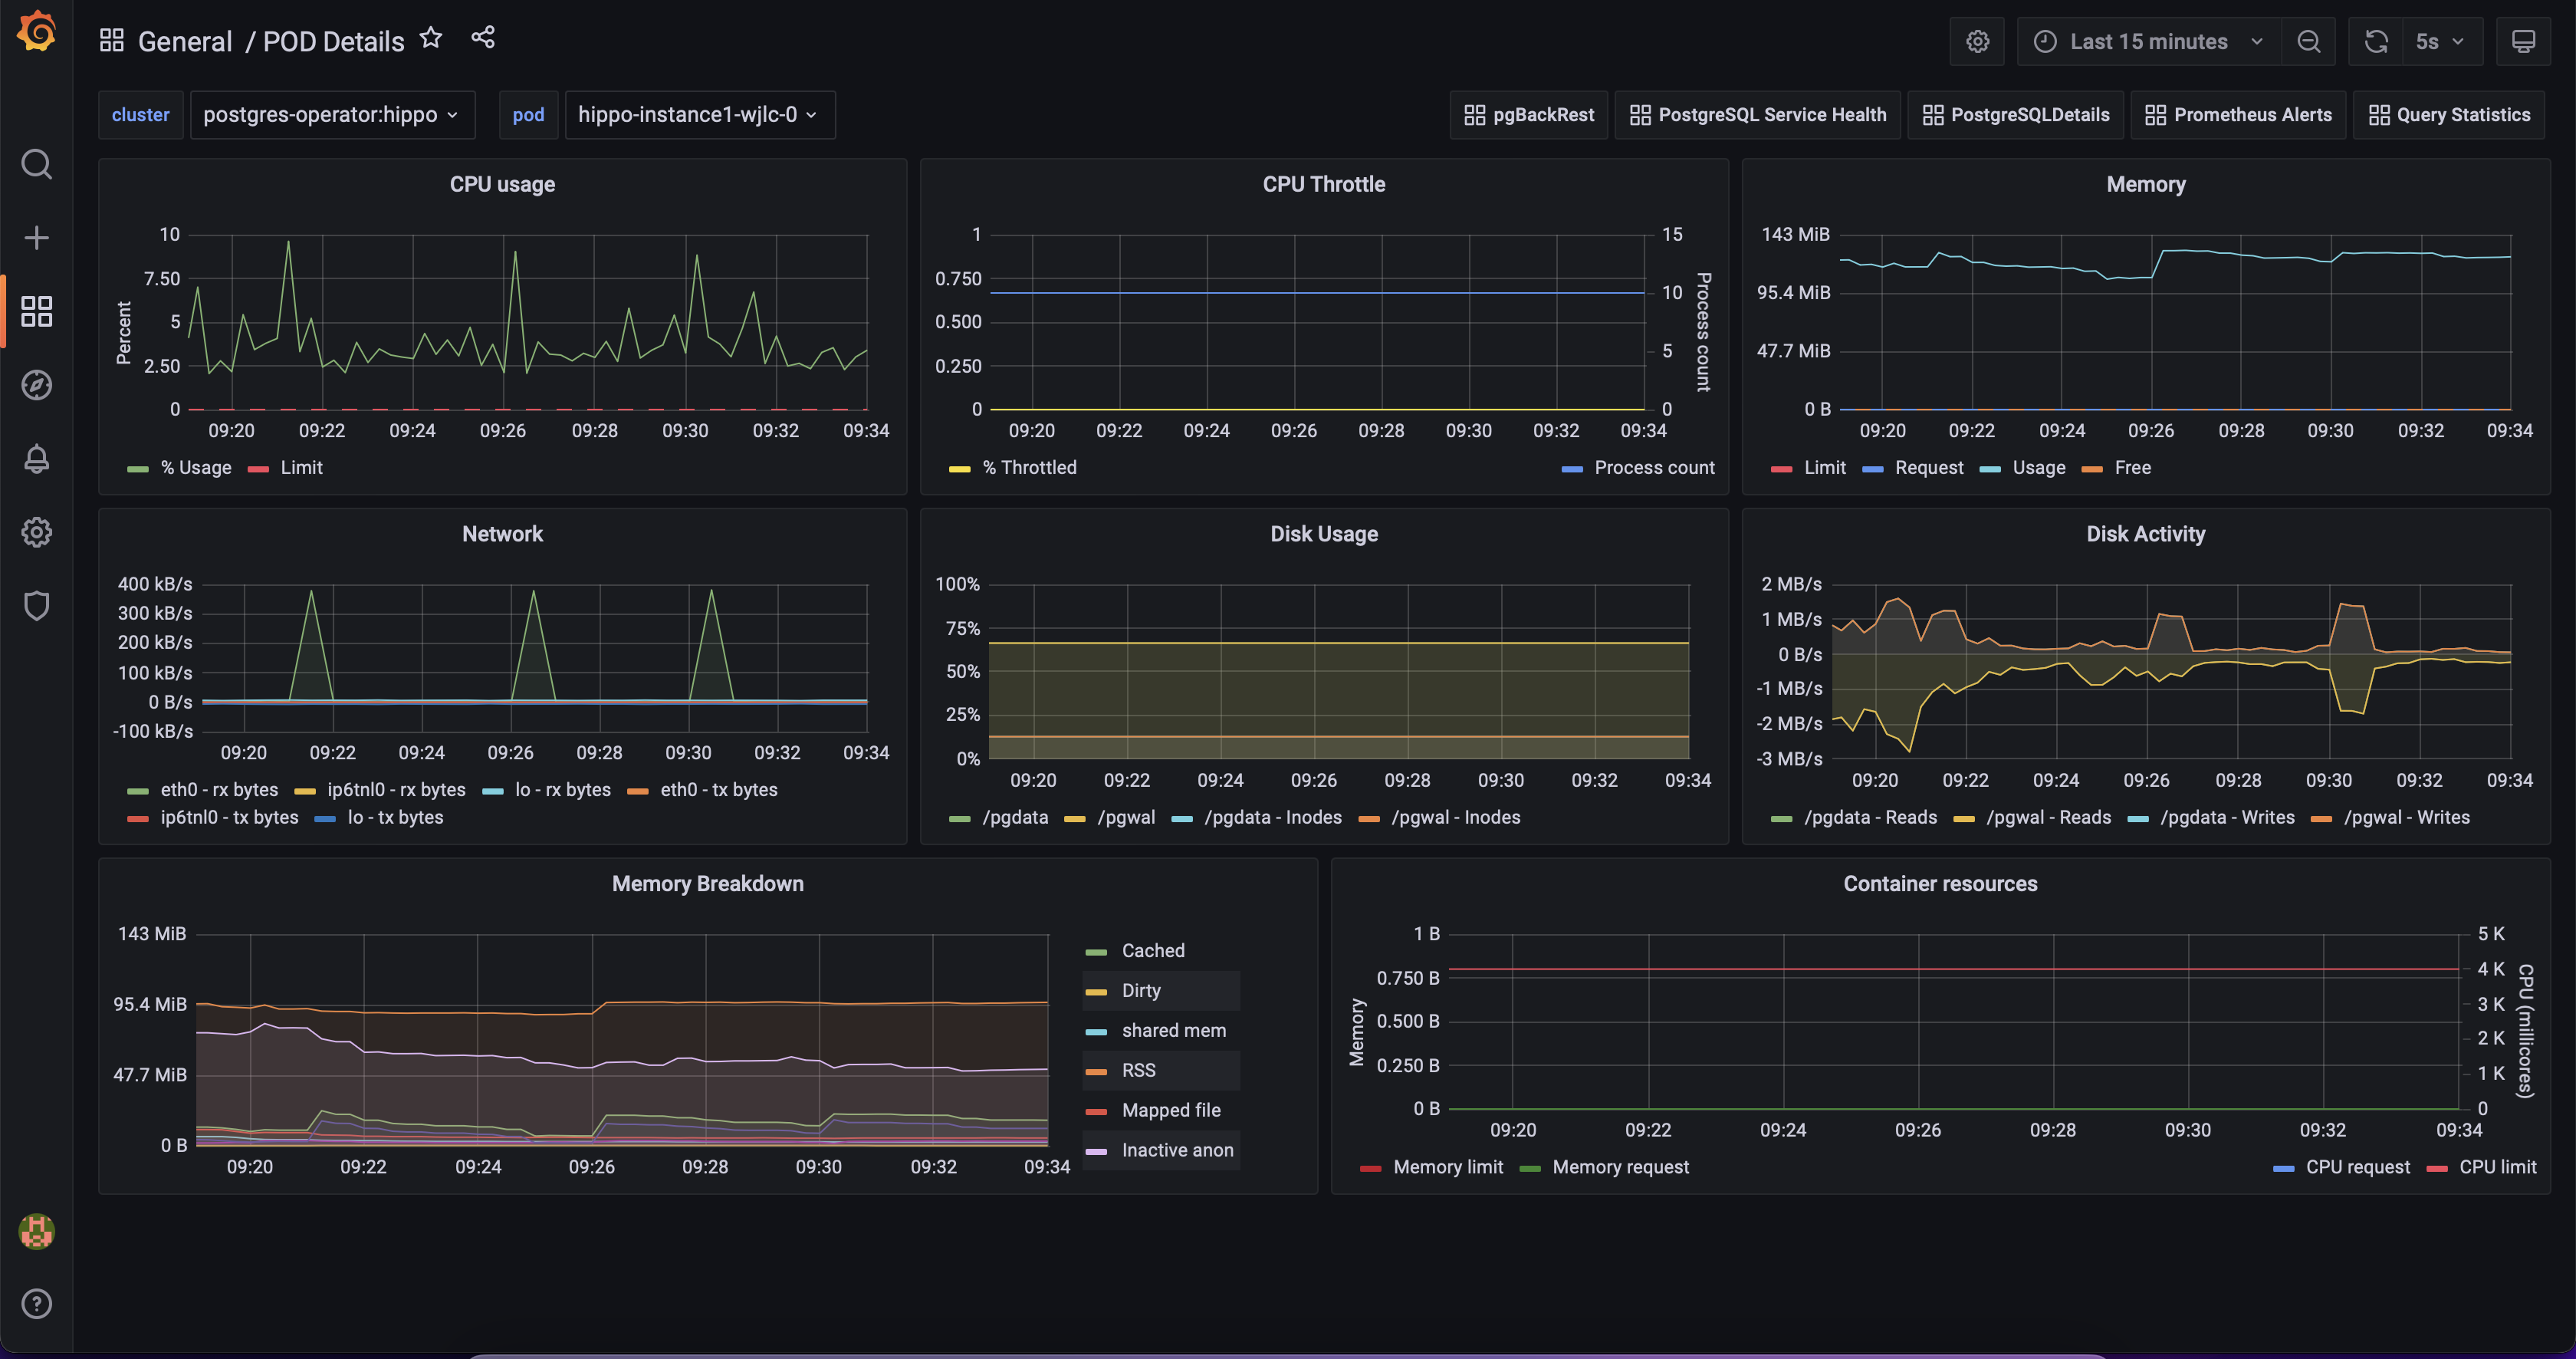 General / POD Details
Last 15 minutes
5s
cluster postgres-operator:hippo pod hippo-instance1-wjlc-0
pgBackRest PostgreSQL Service Health PostgreSQLDetails Prometheus Alerts Query Statistics
CPU usage
10
7.50
5
2.50
0
Percent
09:20 09:22 09:24 09:26 09:28 09:30 09:32 09:34
% Usage Limit
CPU Throttle
1
0.750
0.500
0.250
0
15
10
5
0
Process count
09:20 09:22 09:24 09:26 09:28 09:30 09:32 09:34
% Throttled Process count
Memory
143 MiB
95.4 MiB
47.7 MiB
0 B
09:20 09:22 09:24 09:26 09:28 09:30 09:32 09:34
Limit Request Usage Free
Network
400 kB/s
300 kB/s
200 kB/s
100 kB/s
0 B/s
-100 kB/s
09:20 09:22 09:24 09:26 09:28 09:30 09:32 09:34
eth0 - rx bytes ip6tnl0 - rx bytes lo - rx bytes eth0 - tx bytes
ip6tnl0 - tx bytes lo - tx bytes
Disk Usage
100%
75%
50%
25%
0%
09:20 09:22 09:24 09:26 09:28 09:30 09:32 09:34
/pgdata /pgwal /pgdata - Inodes /pgwal - Inodes
Disk Activity
2 MB/s
1 MB/s
0 B/s
-1 MB/s
-2 MB/s
-3 MB/s
09:20 09:22 09:24 09:26 09:28 09:30 09:32 09:34
/pgdata - Reads /pgwal - Reads /pgdata - Writes /pgwal - Writes
Memory Breakdown
143 MiB
95.4 MiB
47.7 MiB
0 B
09:20 09:22 09:24 09:26 09:28 09:30 09:32 09:34
Cached
Dirty
shared mem
RSS
Mapped file
Inactive anon
Container resources
1 B
0.750 B
0.500 B
0.250 B
0 B
Memory
5 K
4 K
3 K
2 K
1 K
0
CPU (millicores)
09:20 09:22 09:24 09:26 09:28 09:30 09:32 09:34
Memory limit Memory request CPU request CPU limit